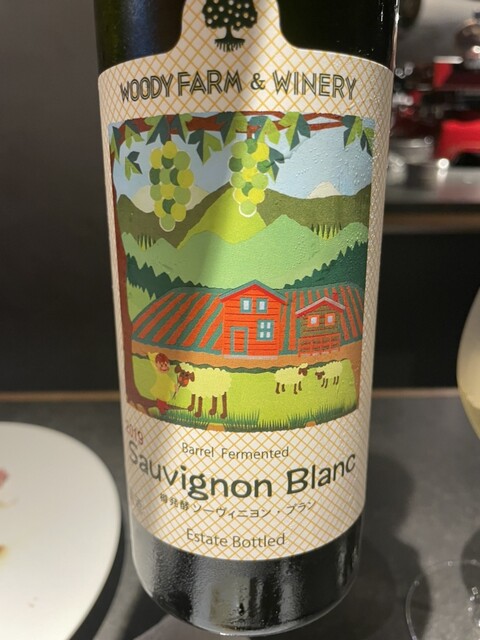 WOODY FARM & WINERY
2019
Barrel Fermented
Sauvignon Blanc
樽発酵 ソーヴィニヨン・ブラン
Estate Bottled